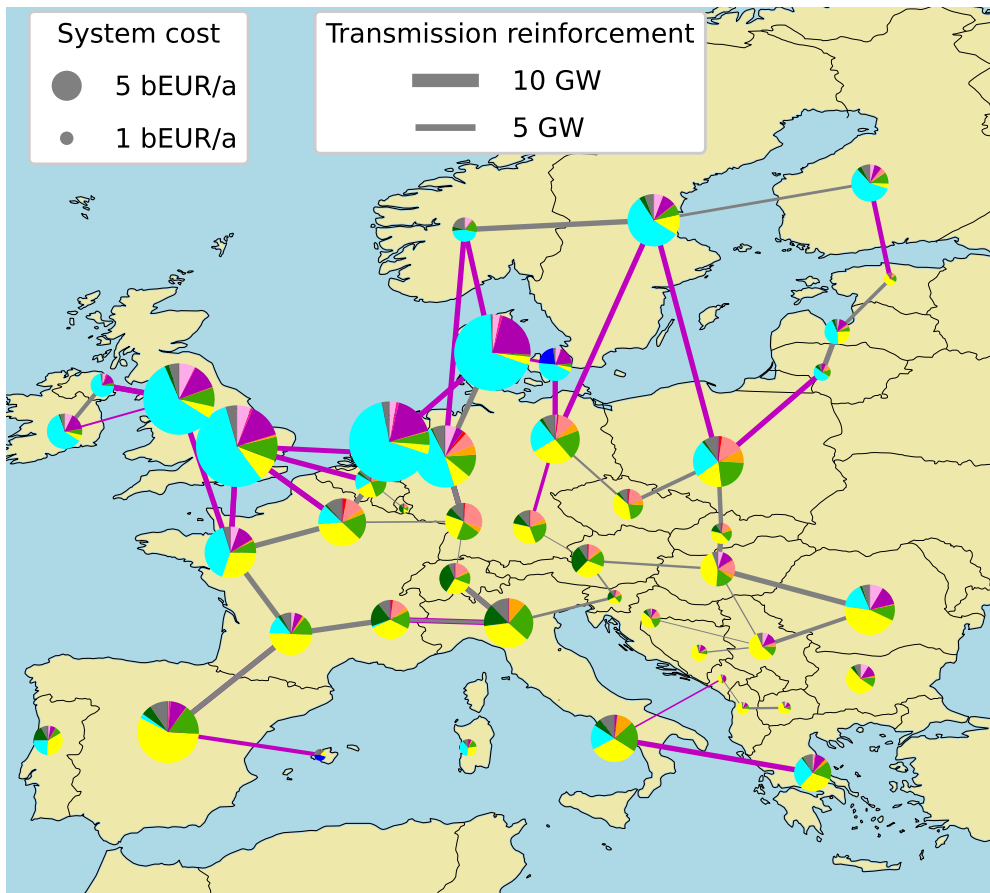 System cost
5 bEUR/a
1 bEUR/a
Transmission reinforcement
10 GW
5 GW